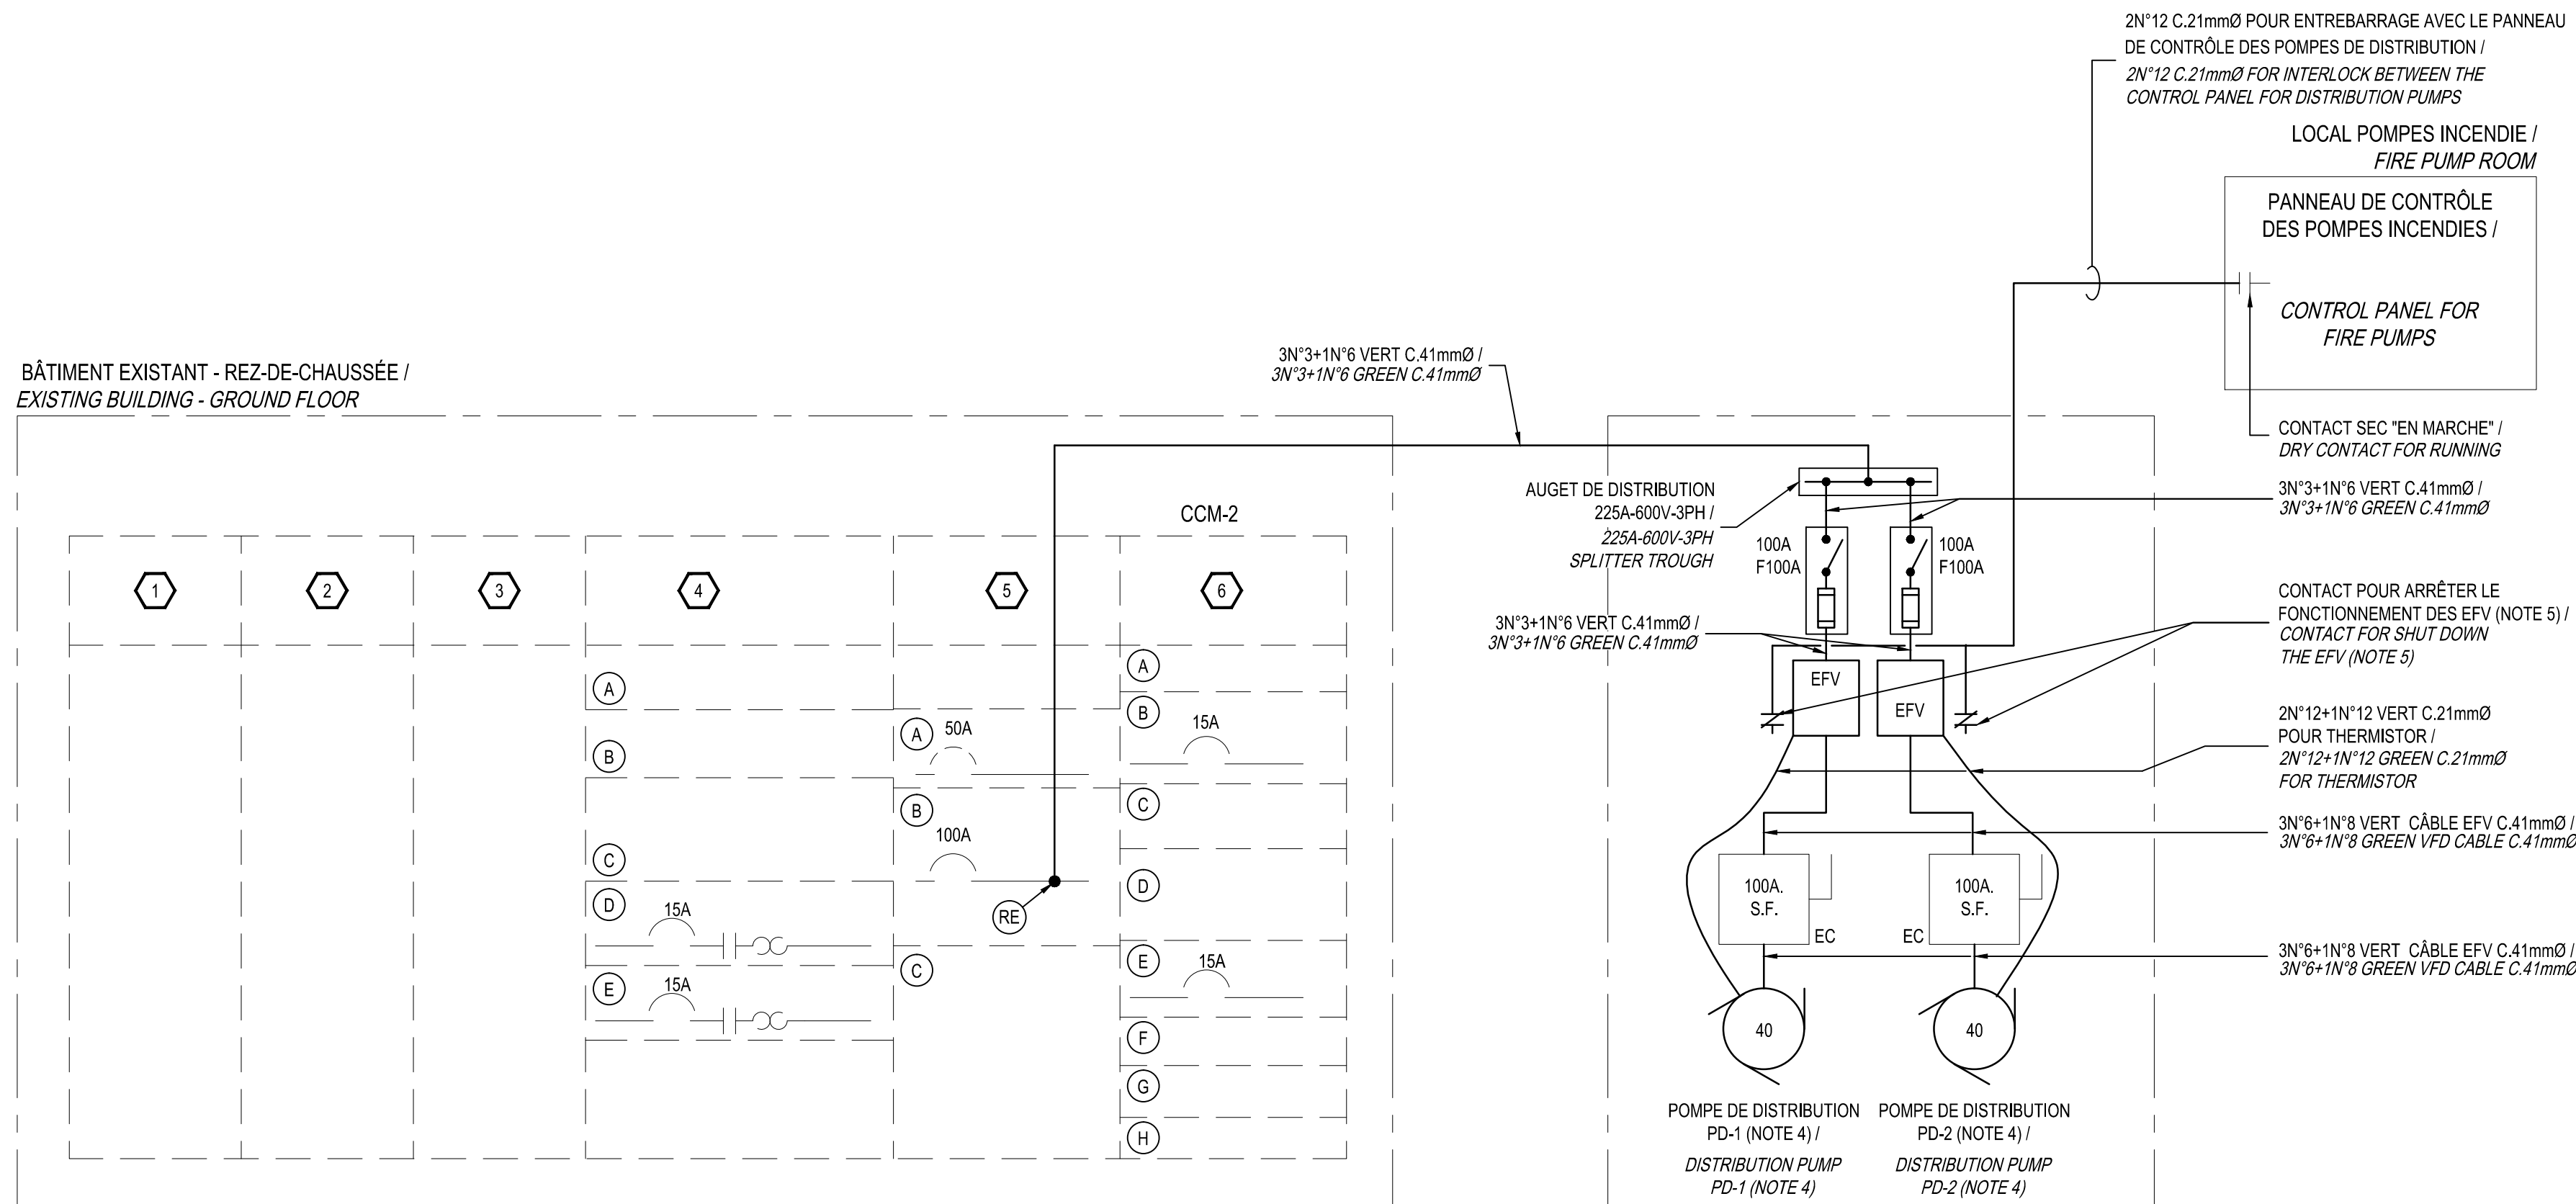 2N°12 C.21mmØ POUR ENTREBARRAGE AVEC LE PANNEAU
DE CONTRÔLE DES POMPES DE DISTRIBUTION /
2N°12 C.21mmØ FOR INTERLOCK BETWEEN THE
CONTROL PANEL FOR DISTRIBUTION PUMPS
LOCAL POMPES INCENDIE /
FIRE PUMP ROOM
PANNEAU DE CONTRÔLE
DES POMPES INCENDIES /
CONTROL PANEL FOR
FIRE PUMPS
CONTACT SEC "EN MARCHE" /
DRY CONTACT FOR RUNNING
3N°3+1N°6 VERT C.41mmØ /
3N°3+1N°6 GREEN C.41mmØ
BÂTIMENT EXISTANT - REZ-DE-CHAUSSÉE /
EXISTING BUILDING - GROUND FLOOR
CCM-2
1
2
3
4
5
6
A
B
C
D
15A
E
15A
A
50A
B
100A
RE
C
A
B
15A
C
D
E
15A
F
G
H
AUGET DE DISTRIBUTION
225A-600V-3PH /
225A-600V-3PH
SPLITTER TROUGH
100A
F100A
100A
F100A
3N°3+1N°6 VERT C.41mmØ /
3N°3+1N°6 GREEN C.41mmØ
3N°3+1N°6 VERT C.41mmØ /
3N°3+1N°6 GREEN C.41mmØ
EFV
EFV
CONTACT POUR ARRÊTER LE
FONCTIONNEMENT DES EFV (NOTE 5) /
CONTACT FOR SHUT DOWN
THE EFV (NOTE 5)
2N°12+1N°12 VERT C.21mmØ
POUR THERMISTOR /
2N°12+1N°12 GREEN C.21mmØ
FOR THERMISTOR
3N°6+1N°8 VERT CÂBLE EFV C.41mmØ /
3N°6+1N°8 GREEN VFD CABLE C.41mmØ
100A.
S.F.
EC
100A.
S.F.
EC
3N°6+1N°8 VERT CÂBLE EFV C.41mmØ /
3N°6+1N°8 GREEN VFD CABLE C.41mmØ
40
40
POMPE DE DISTRIBUTION
PD-1 (NOTE 4) /
DISTRIBUTION PUMP
PD-1 (NOTE 4)
POMPE DE DISTRIBUTION
PD-2 (NOTE 4) /
DISTRIBUTION PUMP
PD-2 (NOTE 4)